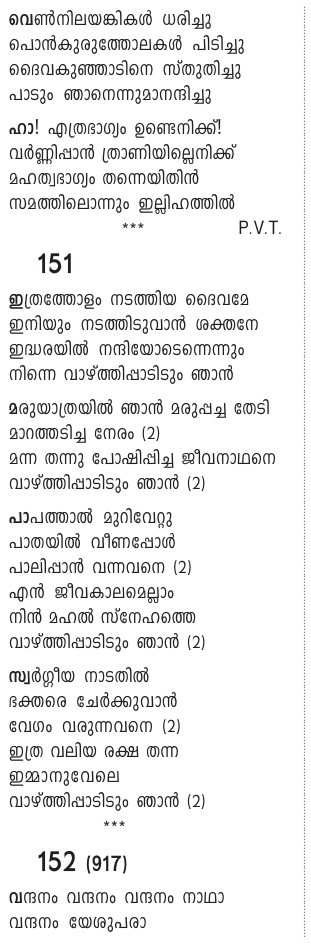 വെൺനിലയങ്കികൾ ധരിച്ചു
പൊൻകുരുത്തോലകൾ പിടിച്ചു
ദൈവകുഞ്ഞാടിനെ സ്തുതിച്ചു
പാടും ഞാനെന്നുമാനന്ദിച്ചു
ഹാ! എത്രഭാഗ്യം ഉണ്ടെനിക്ക്!
വർണ്ണിപ്പാൻ ത്രാണിയില്ലെനിക്ക്
മഹത്വഭാഗ്യം തന്നെയിതിൻ
സമത്തിലൊന്നും ഇല്ലിഹത്തിൽ
*** P.V.T.
151
ഇത്രത്തോളം നടത്തിയ ദൈവമേ
ഇനിയും നടത്തിടുവാൻ ശക്തനേ
ഇദ്ധരയിൽ നന്ദിയോടെന്നെന്നും
നിന്നെ വാഴ്ത്തിപ്പാടിടും ഞാൻ
മരുയാത്രയിൽ ഞാൻ മരുപ്പച്ച തേടി
മാറത്തടിച്ച നേരം (2)
മന്ന തന്നു പോഷിപ്പിച്ച ജീവനാഥനെ
വാഴ്ത്തിപ്പാടിടും ഞാൻ (2)
പാപത്താൽ മുറിവേറ്റു
പാതയിൽ വീണപ്പോൾ
പാലിപ്പാൻ വന്നവനെ (2)
എൻ ജീവകാലമെല്ലാം
നിൻ മഹൽ സ്നേഹത്തെ
വാഴ്ത്തിപ്പാടിടും ഞാൻ (2)
സ്വർഗ്ഗീയ നാടതിൽ
ഭക്തരെ ചേർക്കുവാൻ
വേഗം വരുന്നവനെ (2)
ഇത്ര വലിയ രക്ഷ തന്ന
ഇമ്മാനുവേലെ
വാഴ്ത്തിപ്പാടിടും ഞാൻ (2)
***
152 (917)
വന്ദനം വന്ദനം വന്ദനം നാഥാ
വന്ദനം യേശുപരാ